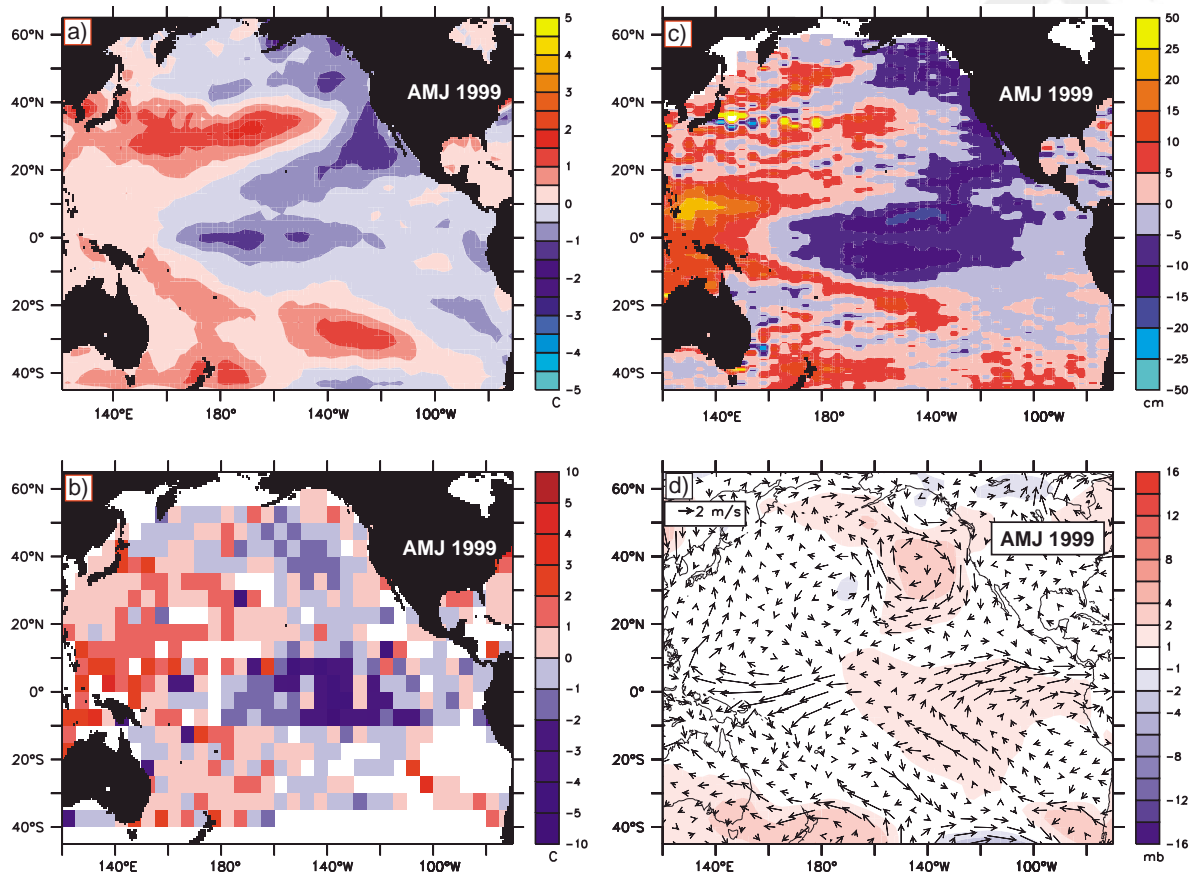 a)
AMJ 1999
60°N
40°N
20°N
0°
20°S
40°S
140°E
180°
140°W
100°W
5
4
3
2
1
0
−1
−2
−3
−4
−5
C
c)
AMJ 1999
60°N
40°N
20°N
0°
20°S
40°S
140°E
180°
140°W
100°W
50
25
20
15
10
5
0
−5
−10
−15
−20
−25
−50
cm
b)
AMJ 1999
60°N
40°N
20°N
0°
20°S
40°S
140°E
180°
140°W
100°W
10
5
4
3
2
1
0
−1
−2
−3
−4
−5
−10
C
d)
2 m/s
AMJ 1999
60°N
40°N
20°N
0°
20°S
40°S
140°E
180°
140°W
100°W
16
12
8
4
2
1
−1
−2
−4
−8
−12
−16
mb